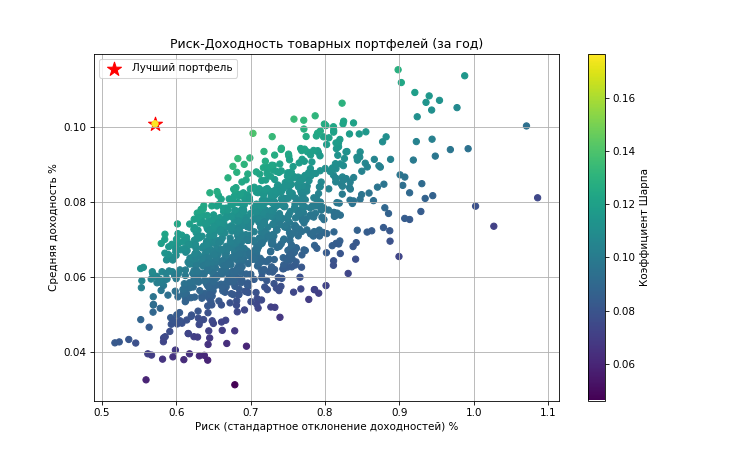 Риск-Доходность товарных портфелей (за год)
Лучший портфель
Средняя доходность %
0.10
0.08
0.06
0.04
0.5 0.6 0.7 0.8 0.9 1.0 1.1
Риск (стандартное отклонение доходностей) %
0.16
0.14
0.12
0.10
0.08
0.06
Коэффициент Шарпа